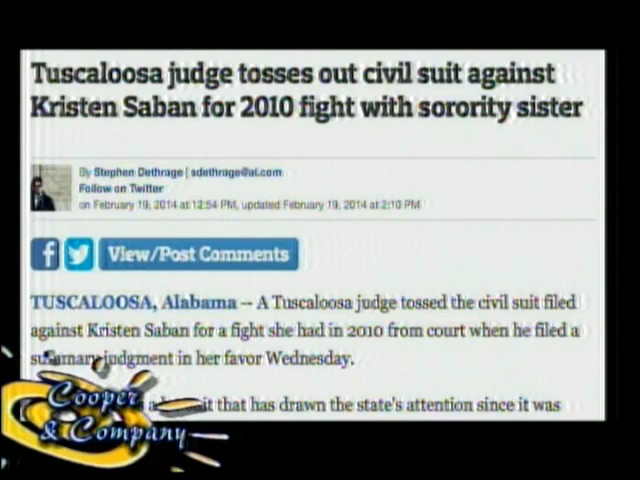 Tuscaloosa judge tosses out civil suit against
Kristen Saban for 2010 fight with sorority sister
By Stephen Dethrage | sdethrage@al.com
Follow on Twitter
on February 19, 2014 at 12:54 PM, updated February 19, 2014 at 2:10 PM
f View/Post Comments
TUSCALOOSA, Alabama -- A Tuscaloosa judge tossed the civil suit filed
against Kristen Saban for a fight she had in 2010 from court when he filed a
summary judgment in her favor Wednesday.
that has drawn the state's attention since it was
Cooper
& Company